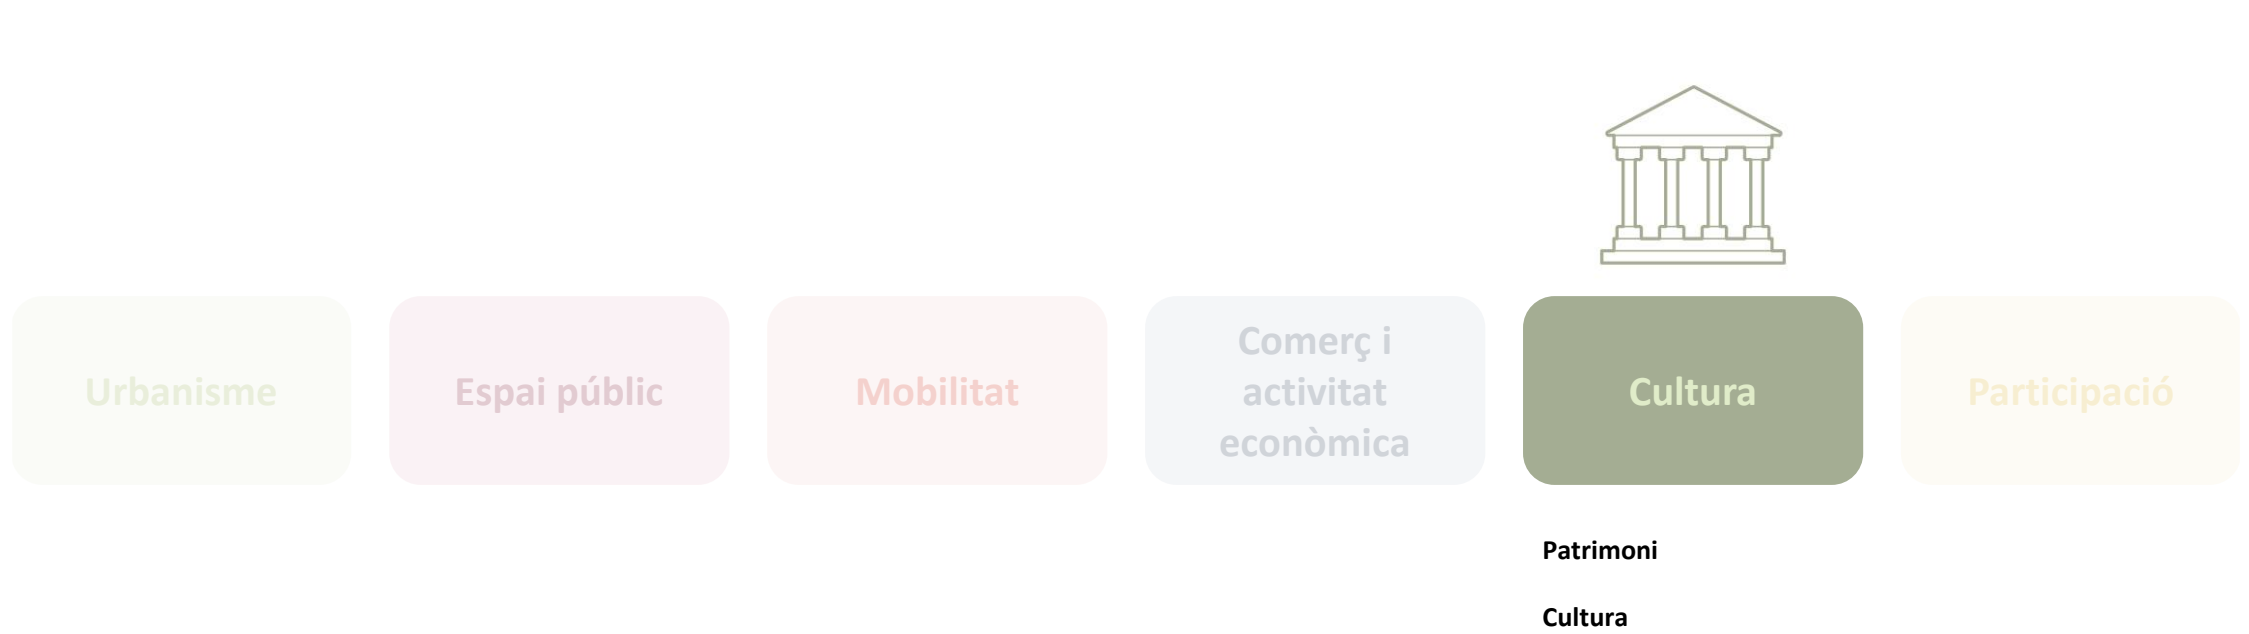 Urbanisme
Espai públic
Mobilitat
Comerç i
activitat
econòmica
Cultura
Participació
Patrimoni
Cultura